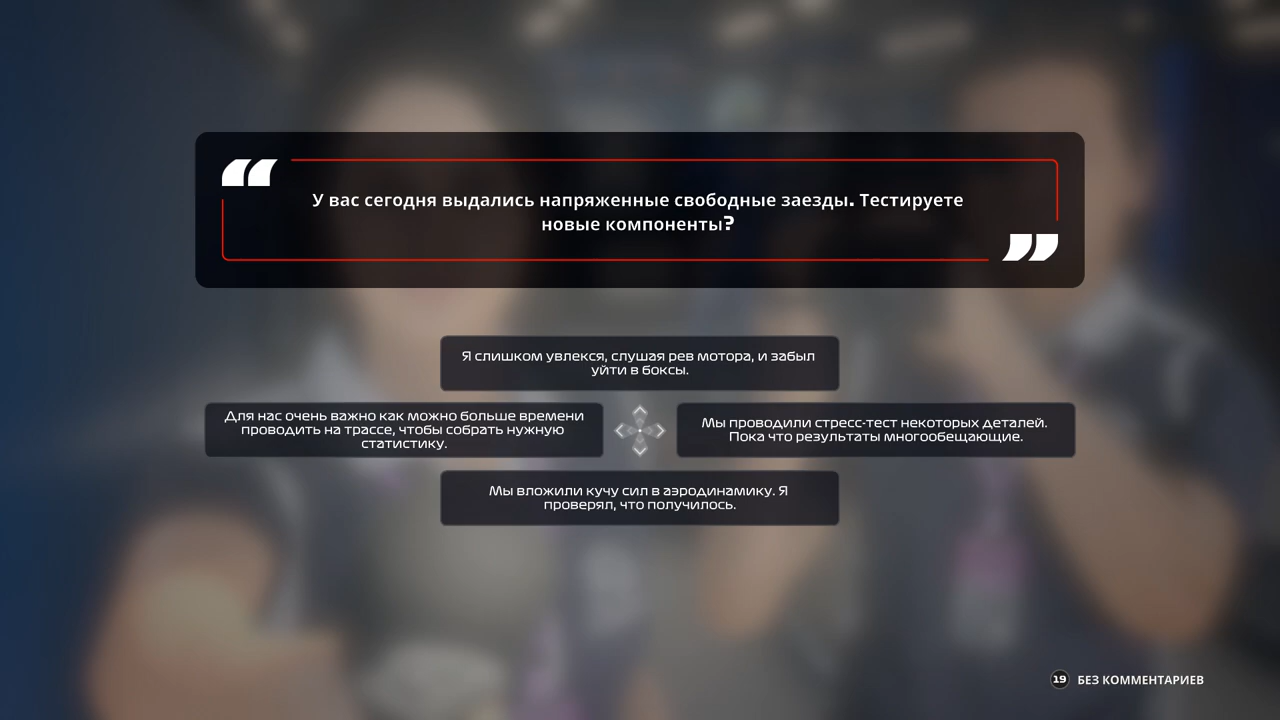 У вас сегодня выдались напряженные свободные заезды. Тестируете
новые компоненты?
Я слишком увлекся, слушая рев мотора, и забыл
уйти в боксы.
Для нас очень важно как можно больше времени
проводить на трассе, чтобы собрать нужную
статистику.
Мы проводили стресс-тест некоторых деталей.
Пока что результаты многообещающие.
Мы вложили кучу сил в аэродинамику. Я
проверял, что получилось.
19 БЕЗ КОММЕНТАРИЕВ